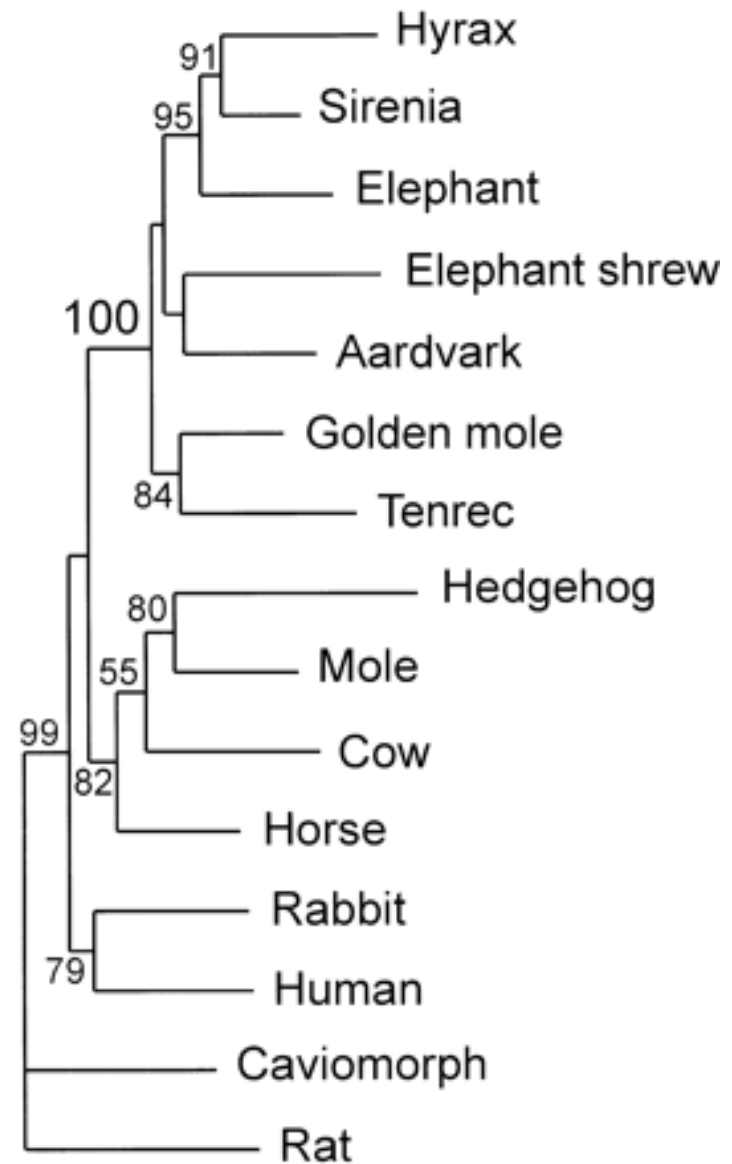 Hyrax
91
Sirenia
95
Elephant
Elephant shrew
100
Aardvark
Golden mole
84
Tenrec
Hedgehog
80
Mole
55
Cow
99
82
Horse
Rabbit
79
Human
Caviomorph
Rat